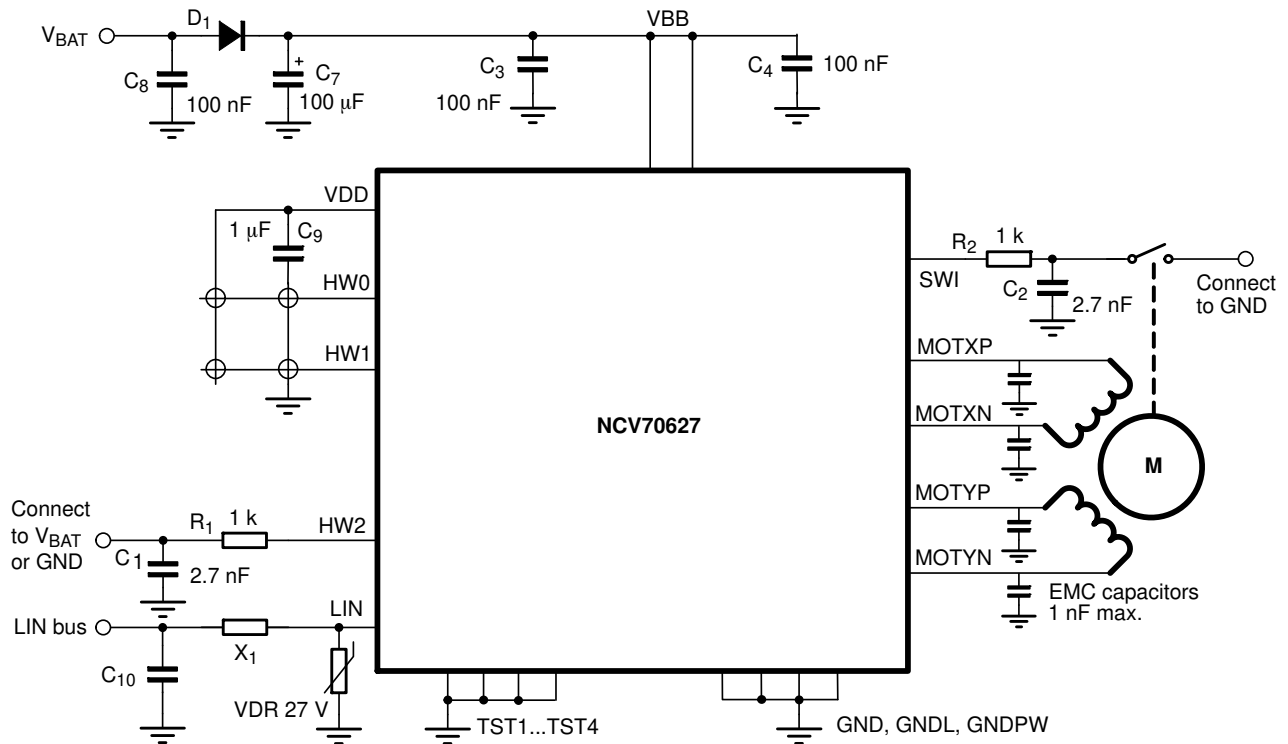 D1
VBB
VBAT
C8
100 nF
+
C7
100 μF
C3
100 nF
C4
100 nF
VDD
1 μF
C9
HW0
HW1
NCV70627
R2
1 k
SWI
C2
2.7 nF
Connect
to GND
MOTXP
MOTXN
M
MOTYP
MOTYN
EMC capacitors
1 nF max.
Connect
to VBAT
or GND
R1
1 k
HW2
C1
2.7 nF
LIN bus
LIN
X1
C10
VDR 27 V
TST1...TST4
GND, GNDL, GNDPW